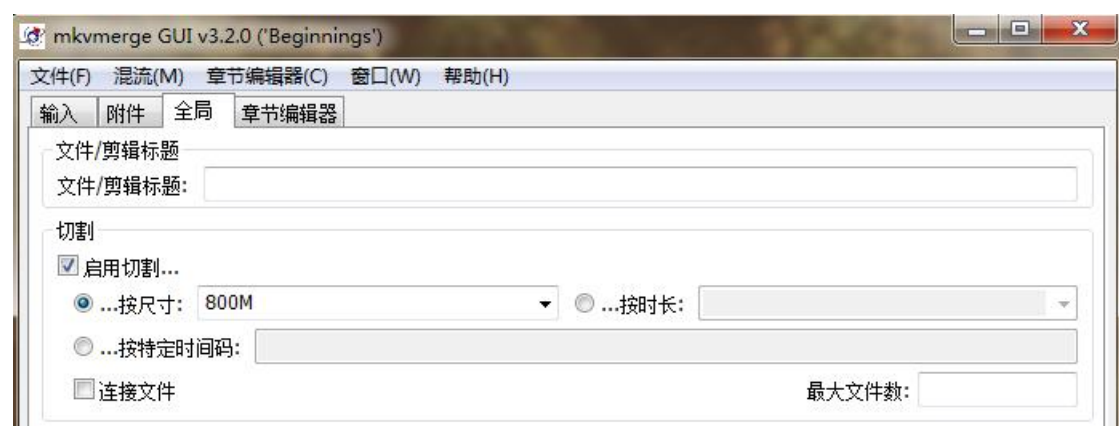 mkvmerge GUI v3.2.0 ('Beginnings')
文件(F) 混流(M) 章节编辑器(C) 窗口(W) 帮助(H)
输入 附件 全局 章节编辑器
文件/剪辑标题
文件/剪辑标题:
切割
启用切割...
...按尺寸: 800M ...按时长:
...按特定时间码:
连接文件 最大文件数: